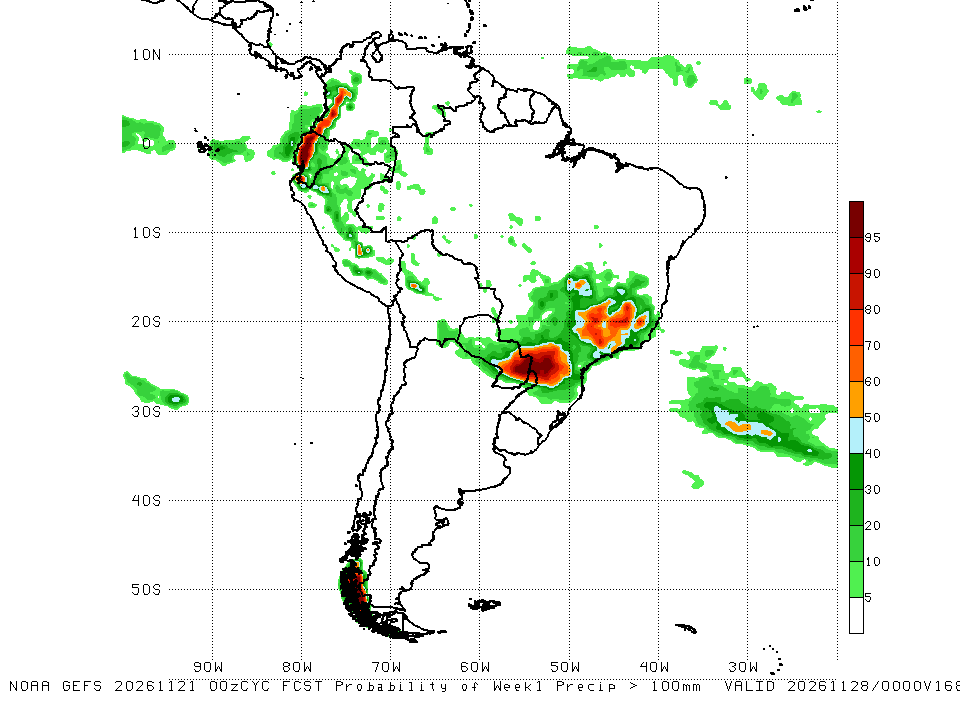 10N
0
10S
20S
30S
40S
50S
95
90
80
70
60
50
40
30
20
10
5
90W 80W 70W 60W 50W 40W 30W
NOAA GEFS 20261121 00zCYC FCST Probability of Week1 Precip > 100mm VALID 20261128/0000V168